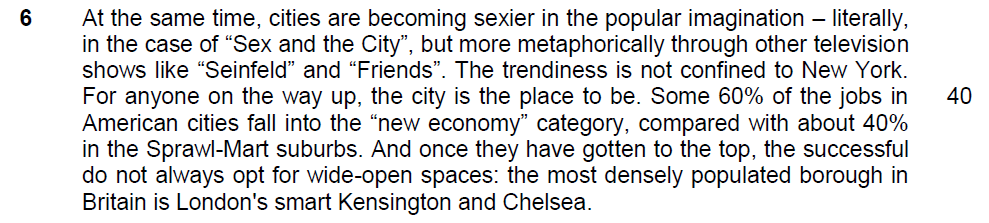 6 At the same time, cities are becoming sexier in the popular imagination – literally,
in the case of “Sex and the City”, but more metaphorically through other television
shows like “Seinfeld” and “Friends”. The trendiness is not confined to New York.
For anyone on the way up, the city is the place to be. Some 60% of the jobs in 40
American cities fall into the “new economy” category, compared with about 40%
in the Sprawl-Mart suburbs. And once they have gotten to the top, the successful
do not always opt for wide-open spaces: the most densely populated borough in
Britain is London's smart Kensington and Chelsea.